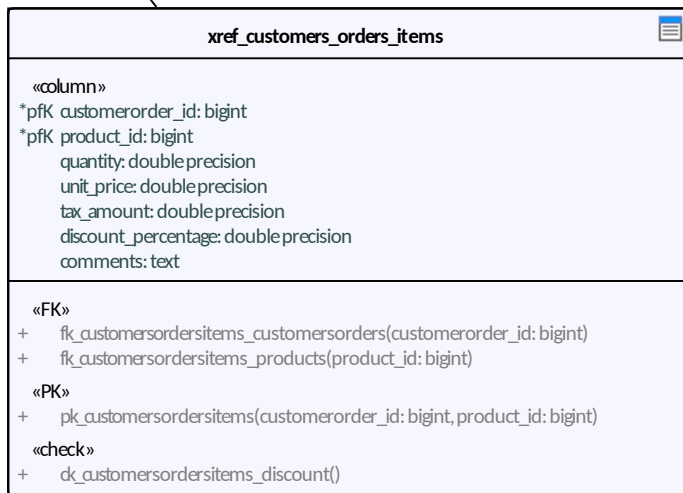 xref_customers_orders_items
«column»
*pfK customerorder_id: bigint
*pfK product_id: bigint
quantity: double precision
unit_price: double precision
tax_amount: double precision
discount_percentage: double precision
comments: text
«FK»
+ fk_customersordersitems_customersorders(customerorder_id: bigint)
+ fk_customersordersitems_products(product_id: bigint)
«PK»
+ pk_customersordersitems(customerorder_id: bigint, product_id: bigint)
«check»
+ ck_customersordersitems_discount()